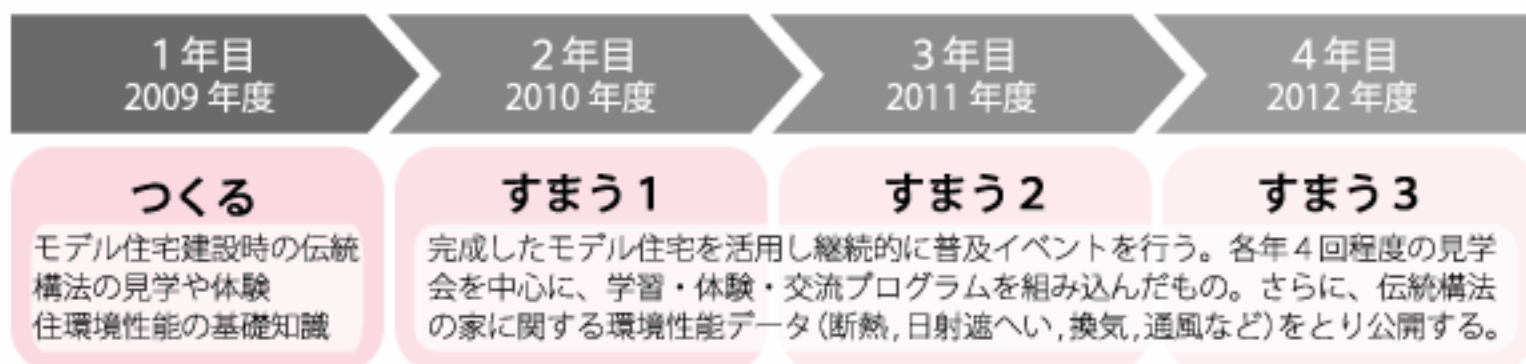 1年目
2009年度
2年目
2010年度
3年目
2011年度
4年目
2012年度
つくる
モデル住宅建設時の伝統
構法の見学や体験
住環境性能の基礎知識
すまう1
すまう2
すまう3
完成したモデル住宅を活用し継続的に普及イベントを行う。各年4回程度の見学
会を中心に、学習・体験・交流プログラムを組み込んだもの。さらに、伝統構法
の家に関する環境性能データ(断熱,日射遮へい,換気,通風など)をとり公開する。